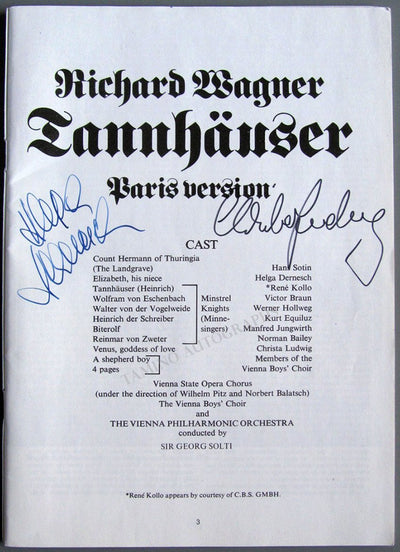 Richard Wagner
Tannhäuser
Paris version
CAST
Count Hermann of Thuringia
(The Landgrave) Hans Sotin
Elizabeth, his niece Helga Dernesch
Tannhäuser (Heinrich) *René Kollo
Wolfram von Eschenbach Minstrel Victor Braun
Walter von der Vogelweide Knights Werner Hollweg
Heinrich der Schreiber (Minne- Kurt Equiluz
Biterolf singers) Manfred Jungwirth
Reinmar von Zweter Norman Bailey
Venus, goddess of love Christa Ludwig
A shepherd boy Members of the
4 pages Vienna Boys' Choir
TAMINO AUTOGRAPHS
Vienna State Opera Chorus
(under the direction of Wilhelm Pitz and Norbert Balatsch)
The Vienna Boys' Choir
and
THE VIENNA PHILHARMONIC ORCHESTRA
conducted by
SIR GEORG SOLTI
*René Kollo appears by courtesy of C.B.S. GMBH.
3